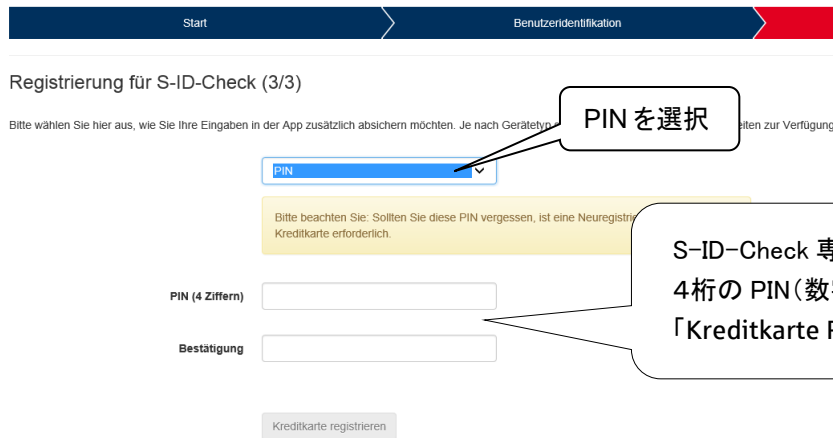 Start
Benutzeridentifikation
Registrierung für S-ID-Check (3/3)
Bitte wählen Sie hier aus, wie Sie Ihre Eingaben in der App zusätzlich absichern möchten. Je nach Gerätetyp zur Verfügung
PINを選択
PIN
Bitte beachten Sie: Sollten Sie diese PIN vergessen, ist eine
Kreditkarte erforderlich.
S-ID-Check
4桁の PIN(数
「Kreditkarte
PIN (4 Ziffern)
Bestätigung
Kreditkarte registrieren